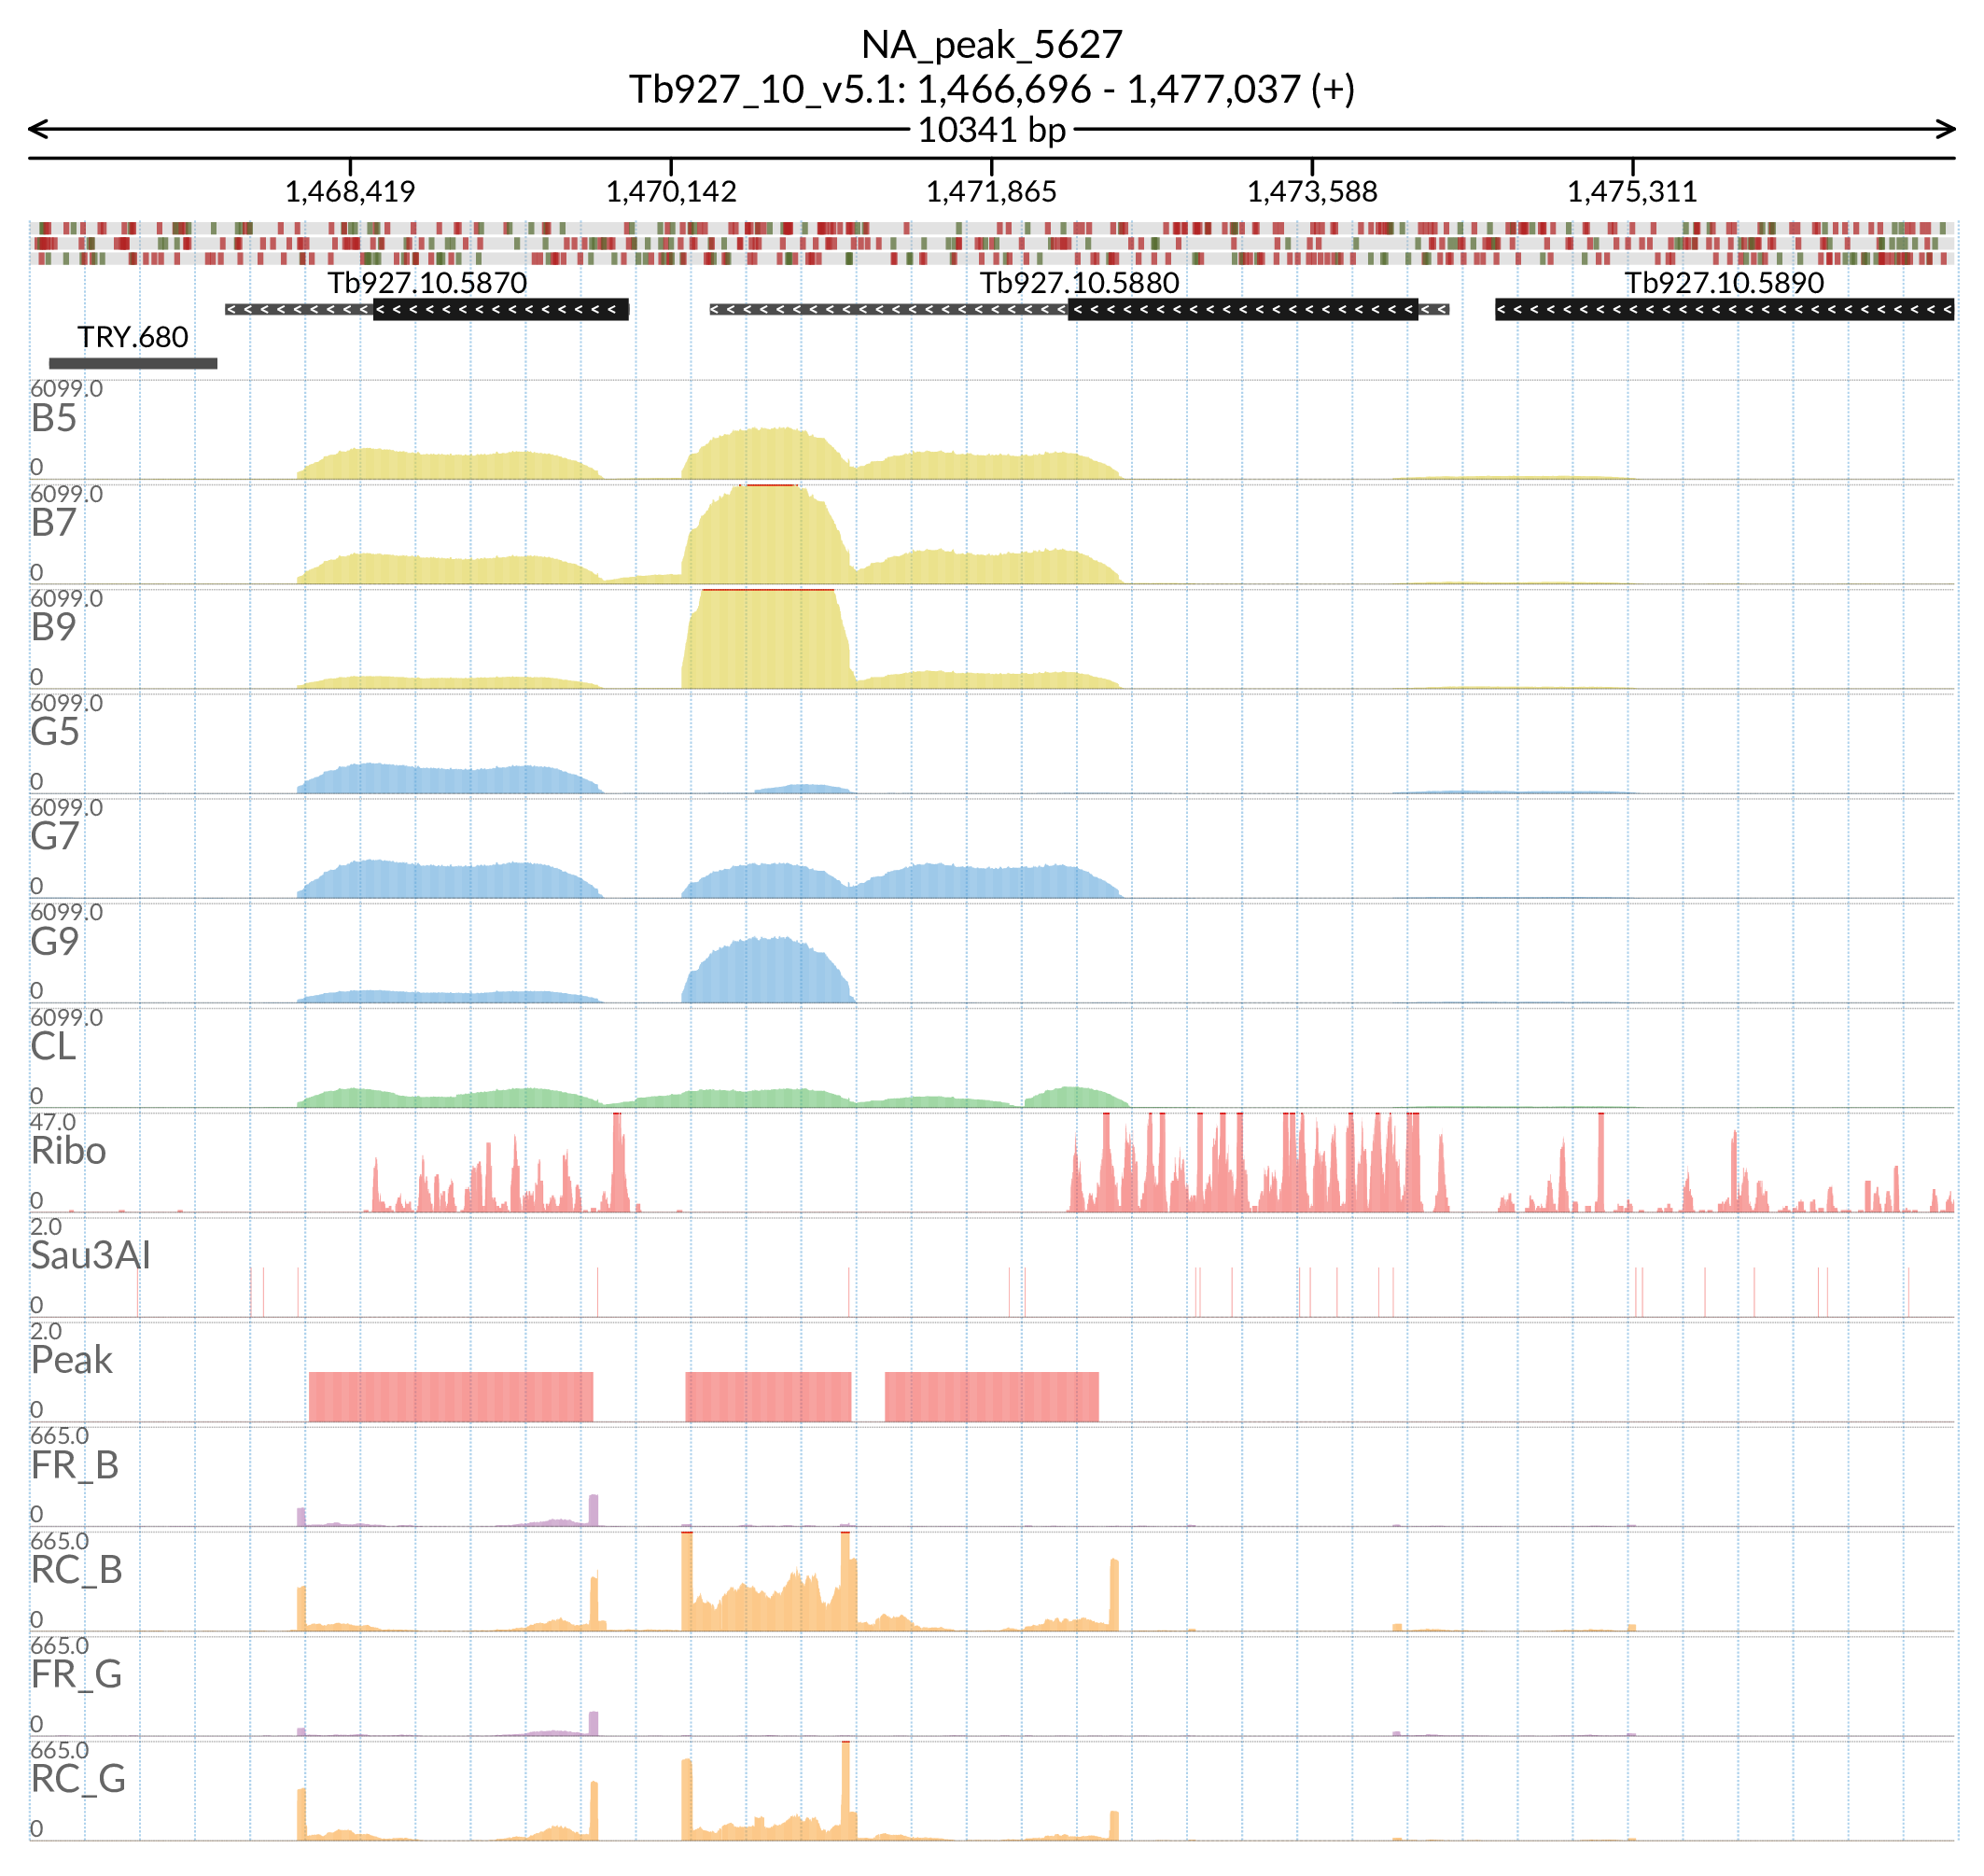 NA_peak_5627
Tb927_10_v5.1: 1,466,696 - 1,477,037 (+)
10341 bp
1,468,419 1,470,142 1,471,865 1,473,588 1,475,311
Tb927.10.5870 Tb927.10.5880 Tb927.10.5890
TRY.680
6099.0
B5
0
6099.0
B7
0
6099.0
B9
0
6099.0
G5
0
6099.0
G7
0
6099.0
G9
0
6099.0
CL
0
47.0
Ribo
0
2.0
Sau3AI
0
2.0
Peak
0
665.0
FR_B
0
665.0
RC_B
0
665.0
FR_G
0
665.0
RC_G
0